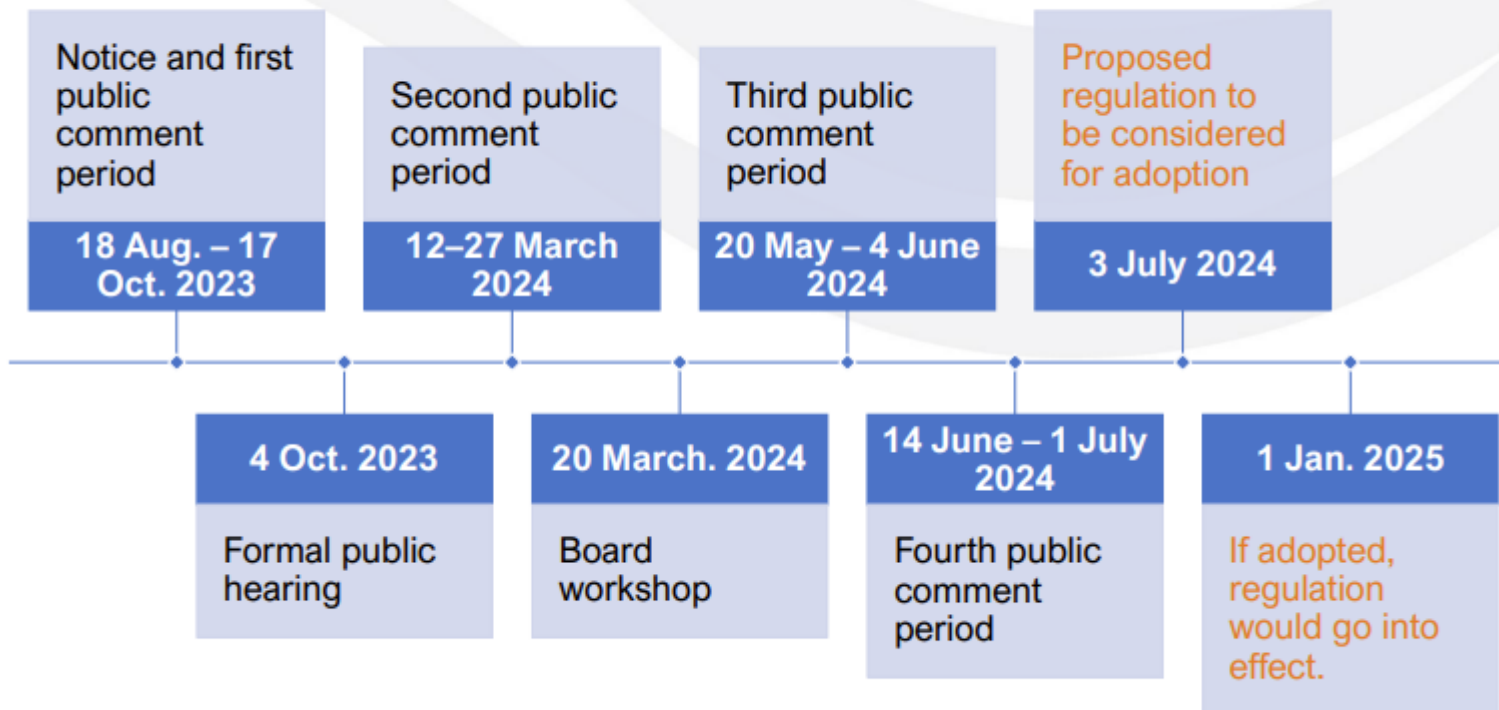 Notice and first
public
comment
period
18 Aug. – 17
Oct. 2023
4 Oct. 2023
Formal public
hearing
Second public
comment
period
12–27 March
2024
20 March. 2024
Board
workshop
Third public
comment
period
20 May – 4 June
2024
14 June – 1 July
2024
Fourth public
comment
period
Proposed
regulation to
be considered
for adoption
3 July 2024
1 Jan. 2025
If adopted,
regulation
would go into
effect.